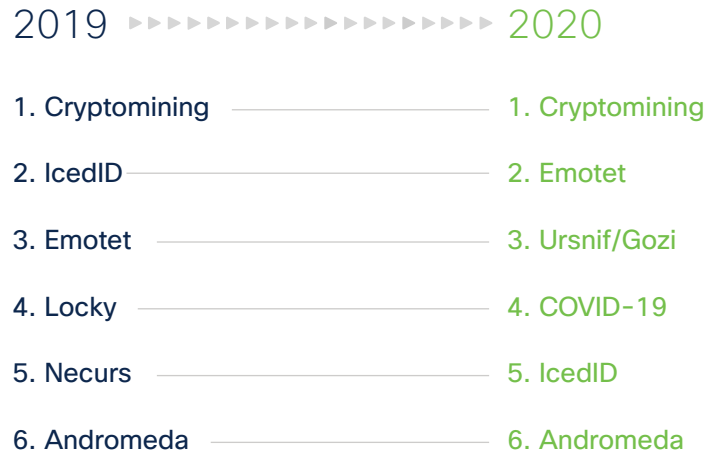 2019 2020
1. Cryptomining 1. Cryptomining
2. IcedID 2. Emotet
3. Emotet 3. Ursnif/Gozi
4. Locky 4. COVID-19
5. Necurs 5. IcedID
6. Andromeda 6. Andromeda